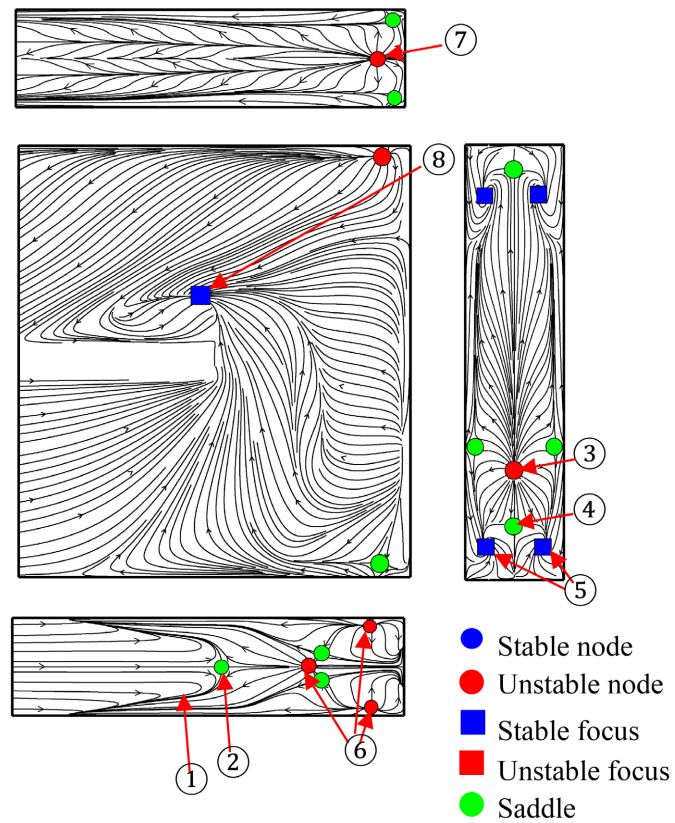 ⑦
⑧
③
④
⑤
⑥
②
①
Stable node
Unstable node
Stable focus
Unstable focus
Saddle